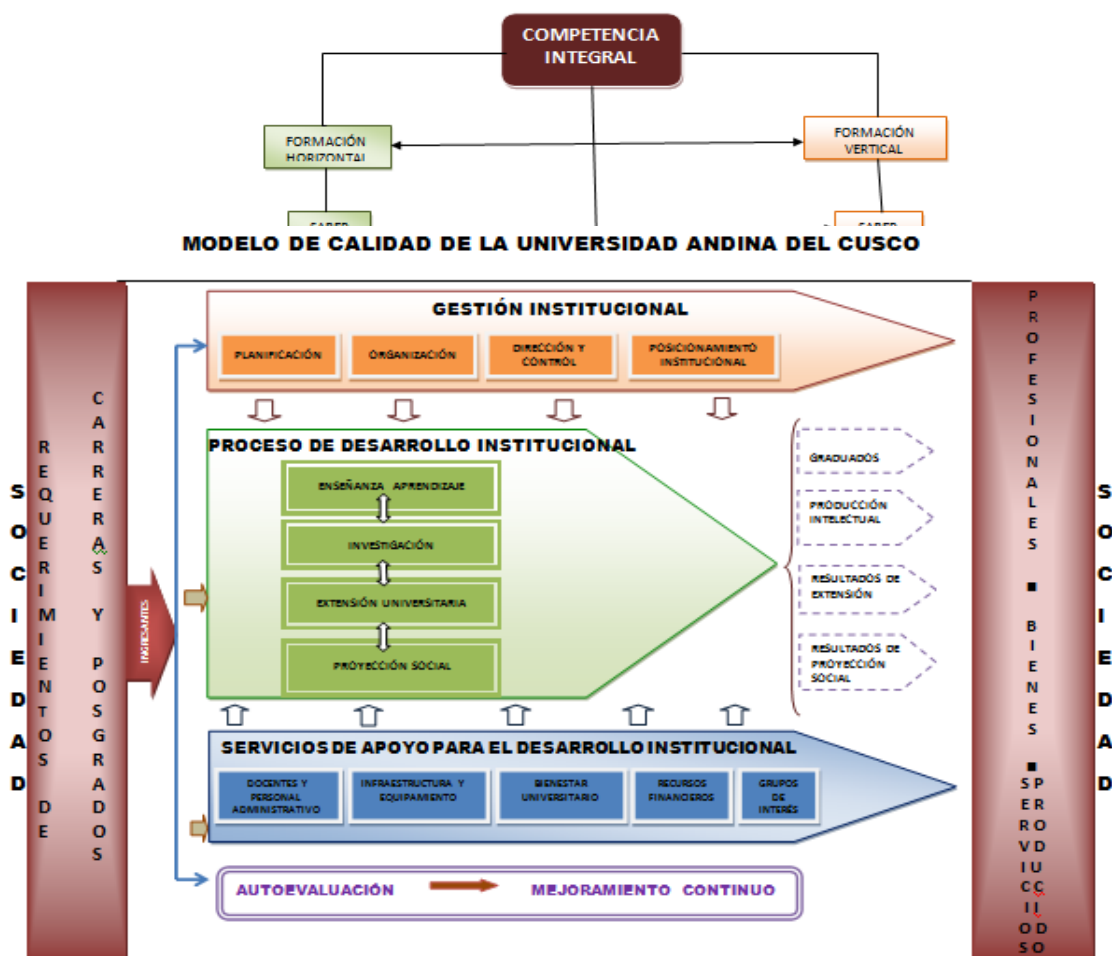 COMPETENCIA
INTEGRAL
FORMACIÓN
HORIZONTAL
FORMACIÓN
VERTICAL
SABER
SABER
MODELO DE CALIDAD DE LA UNIVERSIDAD ANDINA DEL CUSCO
SOCIEDAD
REQUERIMIENTOS DE
CARRERAS Y POSGRADOS
INGRESANTES
GESTIÓN INSTITUCIONAL
PLANIFICACIÓN
ORGANIZACIÓN
DIRECCIÓN Y
CONTROL
POSICIONAMIENTO
INSTITUCIONAL
PROCESO DE DESARROLLO INSTITUCIONAL
ENSEÑANZA APRENDIZAJE
INVESTIGACIÓN
EXTENSIÓN UNIVERSITARIA
PROYECCIÓN SOCIAL
GRADUADOS
PRODUCCIÓN
INTELECTUAL
RESULTADOS DE
EXTENSIÓN
RESULTADOS DE
PROYECCIÓN
SOCIAL
SERVICIOS DE APOYO PARA EL DESARROLLO INSTITUCIONAL
DOCENTES Y
PERSONAL
ADMINISTRATIVO
INFRAESTRUCTURA Y
EQUIPAMIENTO
BIENESTAR
UNIVERSITARIO
RECURSOS
FINANCIEROS
GRUPOS
DE
INTERÉS
AUTOEVALUACIÓN MEJORAMIENTO CONTINUO
PROFESIONALES ■ BIENES ■
SERVICIOS
PRODUCIDO
SOCIEDAD